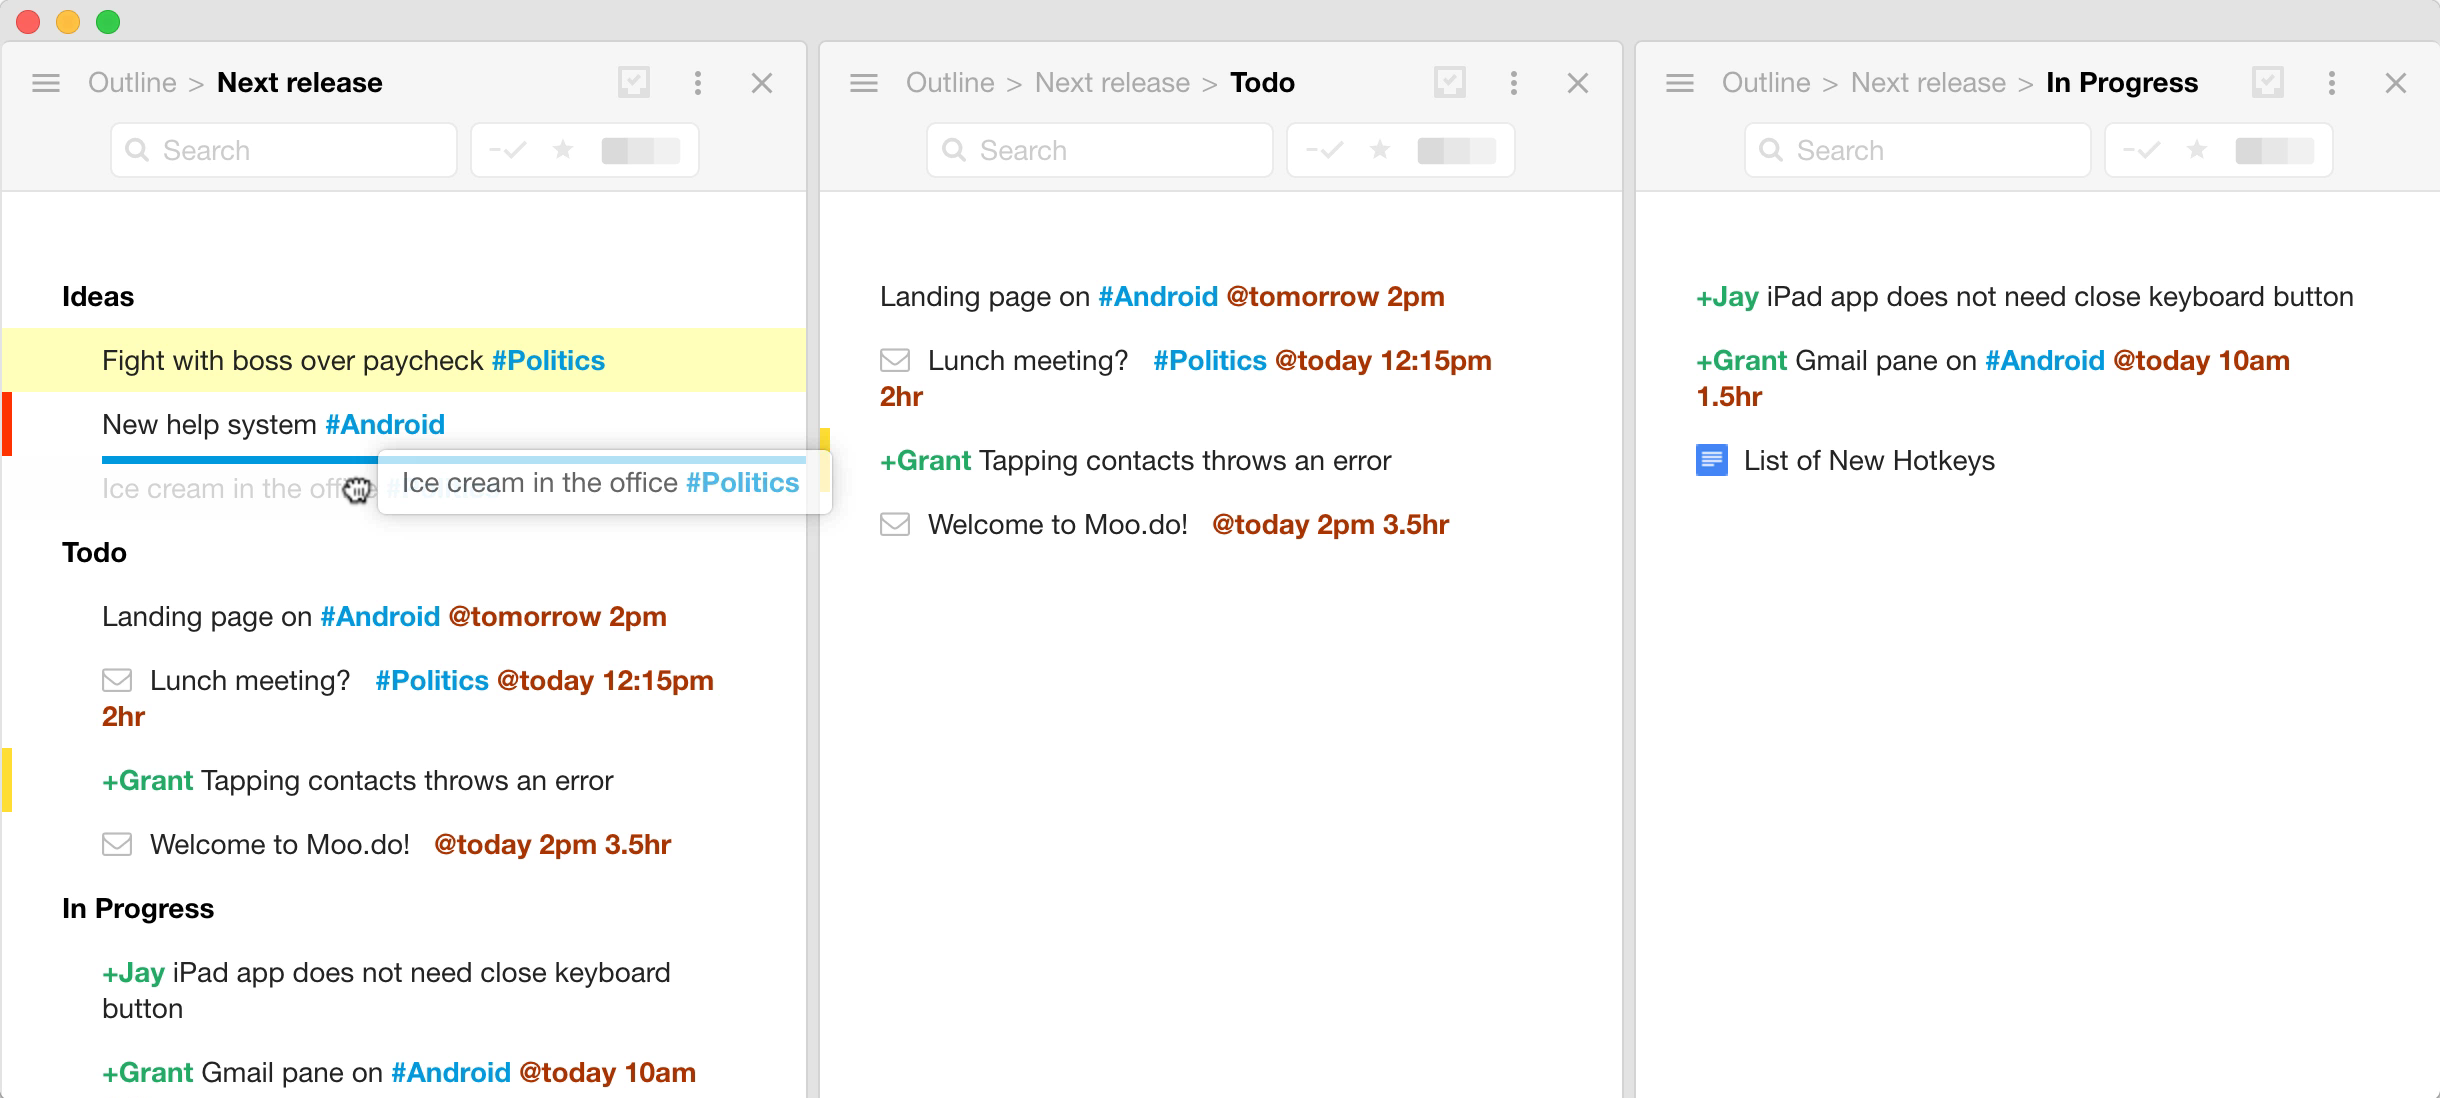 Outline > Next release
Search
Ideas
Fight with boss over paycheck #Politics
New help system #Android
Ice cream in the office
Ice cream in the office #Politics
Todo
Landing page on #Android @tomorrow 2pm
Lunch meeting? #Politics @today 12:15pm
2hr
+Grant Tapping contacts throws an error
Welcome to Moo.do! @today 2pm 3.5hr
In Progress
+Jay iPad app does not need close keyboard
button
+Grant Gmail pane on #Android @today 10am
Outline > Next release > Todo
Search
Landing page on #Android @tomorrow 2pm
Lunch meeting? #Politics @today 12:15pm
2hr
+Grant Tapping contacts throws an error
Welcome to Moo.do! @today 2pm 3.5hr
Outline > Next release > In Progress
Search
+Jay iPad app does not need close keyboard button
+Grant Gmail pane on #Android @today 10am
1.5hr
List of New Hotkeys